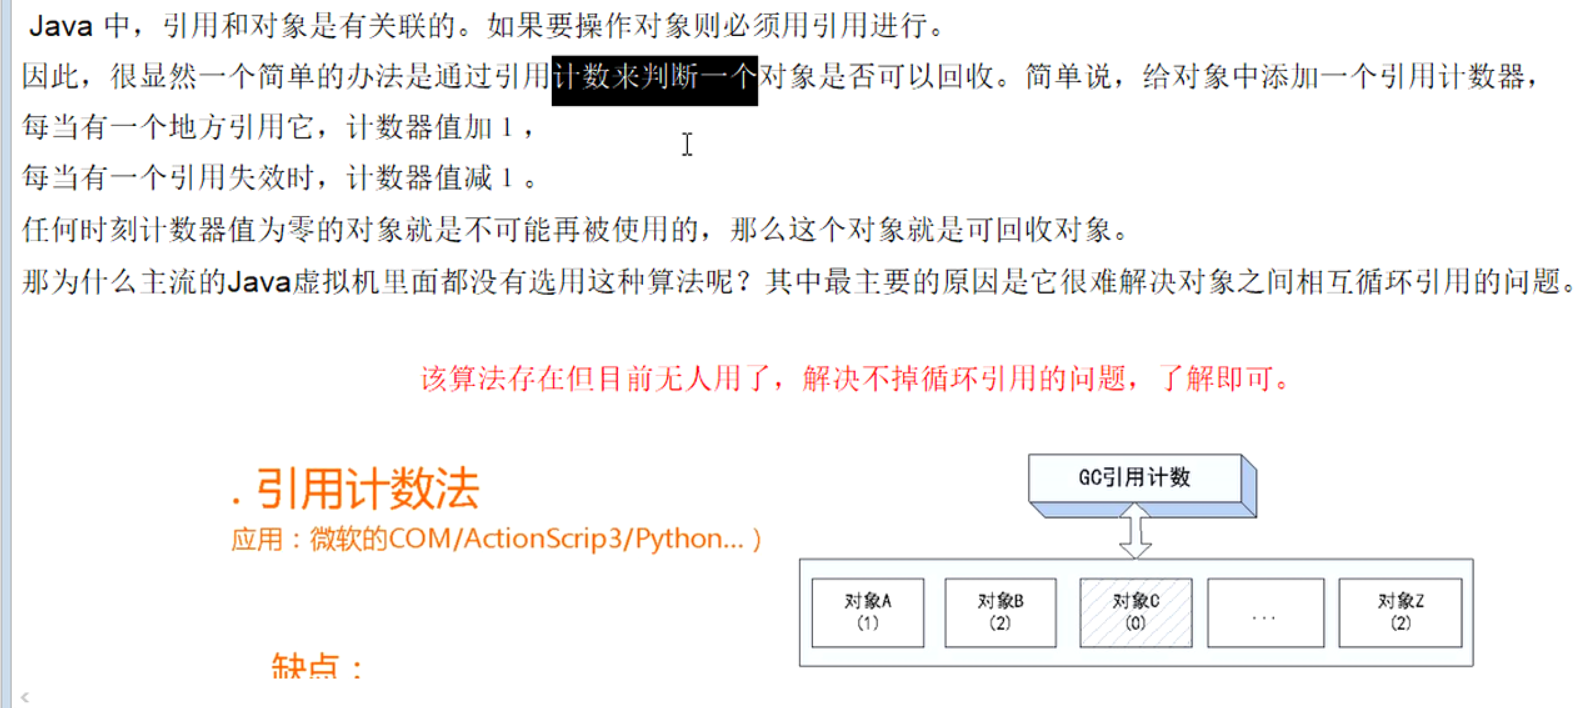 Java 中，引用和对象是有关联的。如果要操作对象则必须用引用进行。
因此，很显然一个简单的办法是通过引用计数来判断一个对象是否可以回收。简单说，给对象中添加一个引用计数器，
每当有一个地方引用它，计数器值加1，
每当有一个引用失效时，计数器值减1。
任何时刻计数器值为零的对象就是不可能再被使用的，那么这个对象就是可回收对象。
那为什么主流的Java虚拟机里面都没有选用这种算法呢？其中最主要的原因是它很难解决对象之间相互循环引用的问题。
该算法存在但目前无人用了，解决不掉循环引用的问题，了解即可。
. 引用计数法
应用：微软的COM/ActionScrip3/Python...）
GC引用计数
对象A
(1)
对象B
(2)
对象C
(0)
...
对象Z
(2)
缺点：